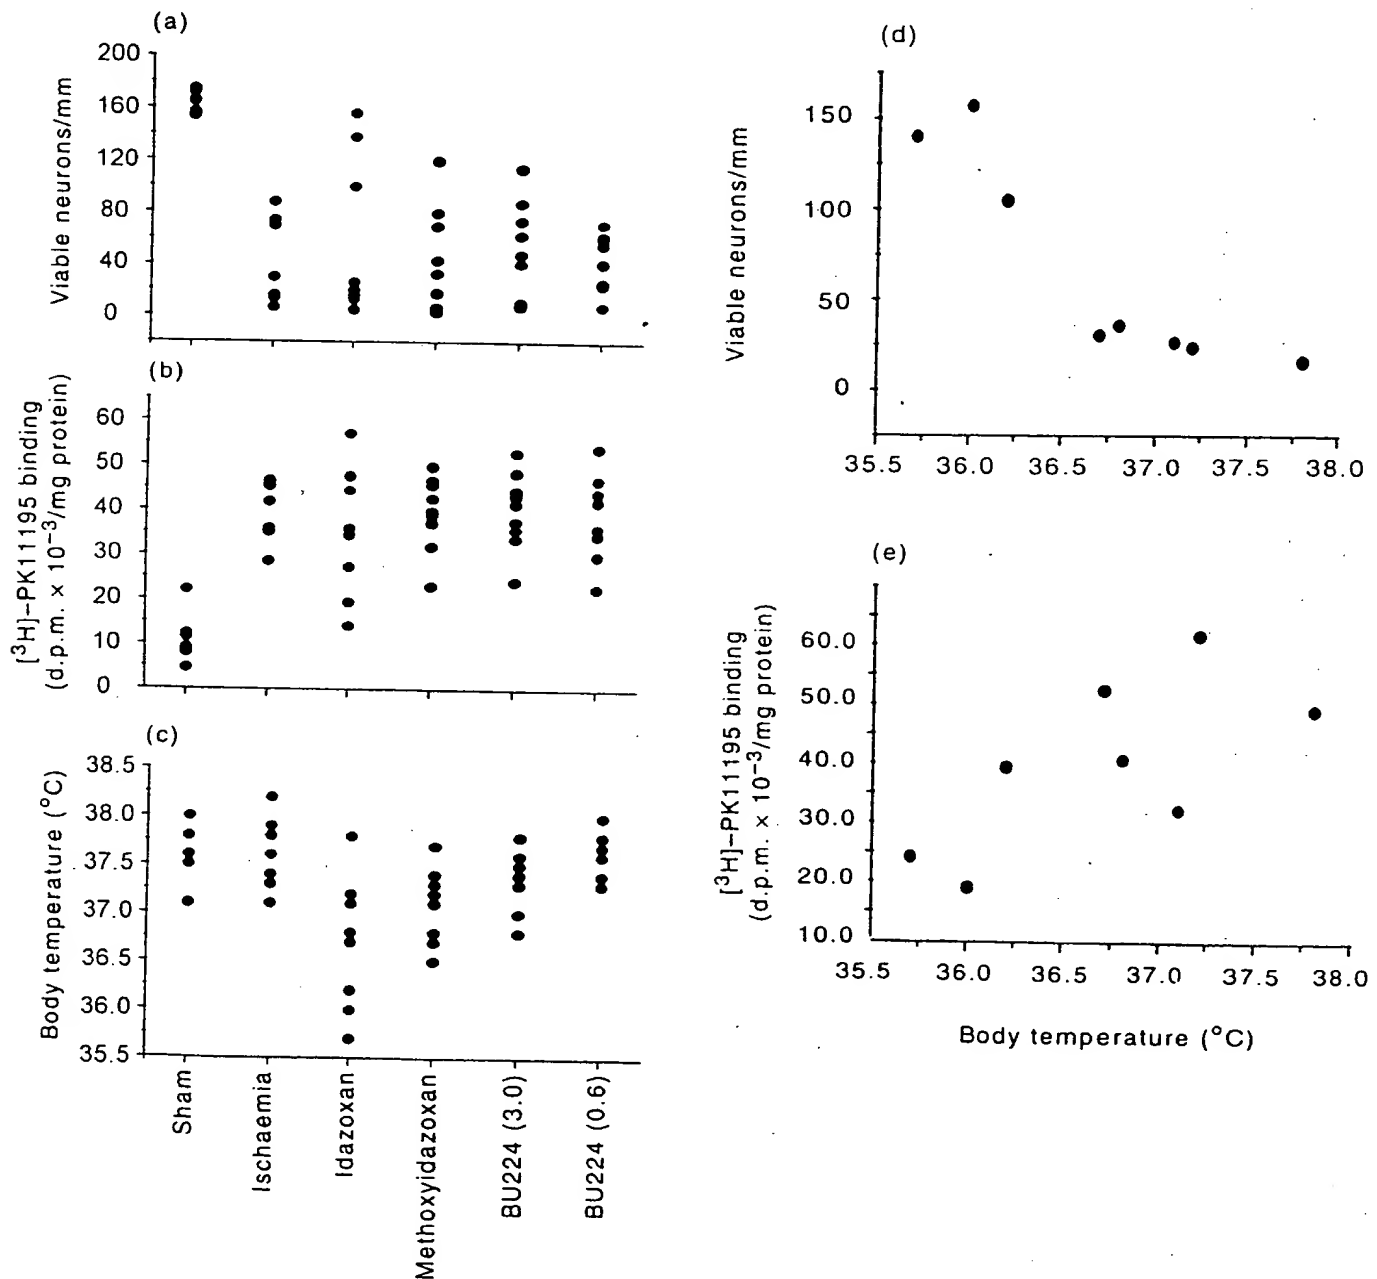 (a)
200
160
120
80
40
0
Viable neurons/mm
(b)
60
50
40
30
20
10
0
[³H]–PK11195 binding
(d.p.m. × 10⁻³/mg protein)
(c)
38.5
38.0
37.5
37.0
36.5
36.0
35.5
Body temperature (°C)
Sham
Ischaemia
Idazoxan
Methoxyidazoxan
BU224 (3.0)
BU224 (0.6)
(d)
150
100
50
0
Viable neurons/mm
35.5 36.0 36.5 37.0 37.5 38.0
(e)
60.0
50.0
40.0
30.0
20.0
10.0
[³H]–PK11195 binding
(d.p.m. × 10⁻³/mg protein)
35.5 36.0 36.5 37.0 37.5 38.0
Body temperature (°C)